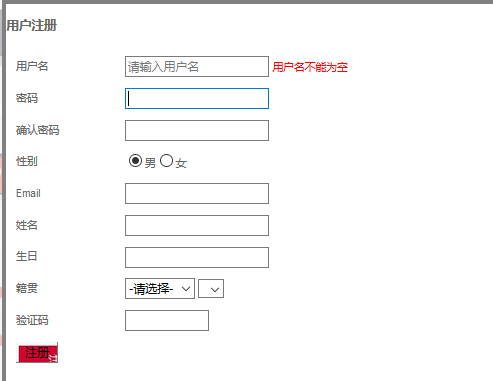 用户注册
用户名 请输入用户名 用户名不能为空
密码
确认密码
性别 男 女
Email
姓名
生日
籍贯 -请选择-
验证码
注册